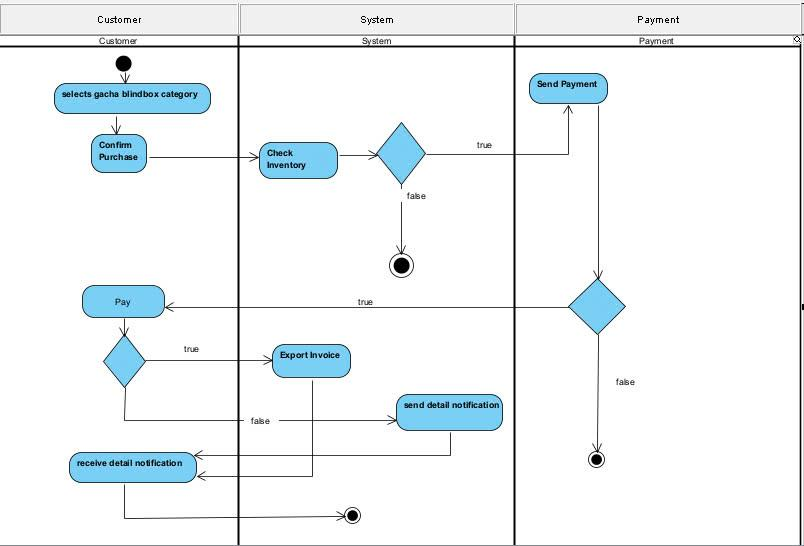 Customer
System
Payment
Customer
System
Payment
selects gacha blindbox category
Send Payment
Confirm
Purchase
Check
Inventory
true
false
Pay
true
true
Export Invoice
false
false
send detail notification
receive detail notification